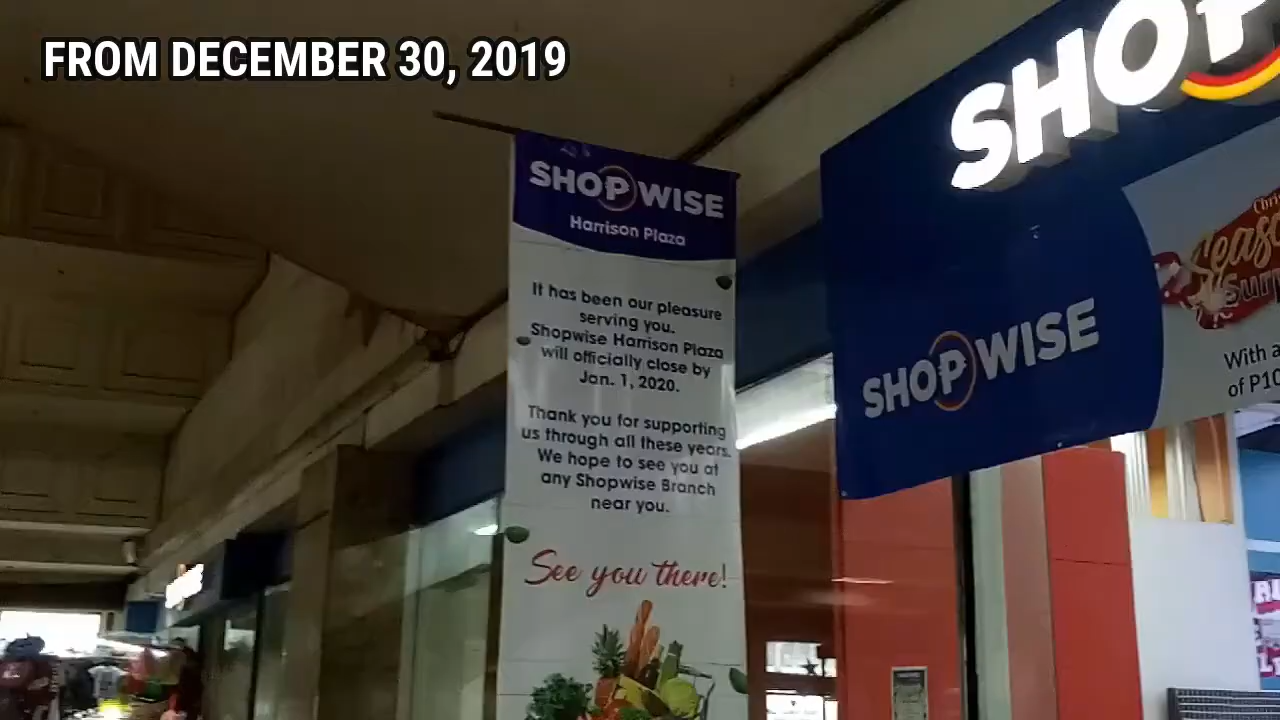 FROM DECEMBER 30, 2019
SHOPWISE
Harrison Plaza
It has been our pleasure
serving you.
Shopwise Harrison Plaza
will officially close by
Jan. 1, 2020.
Thank you for supporting
us through all these years.
We hope to see you at
any Shopwise Branch
near you.
See you there!
SHOP
SHOPWISE
With a
of P10